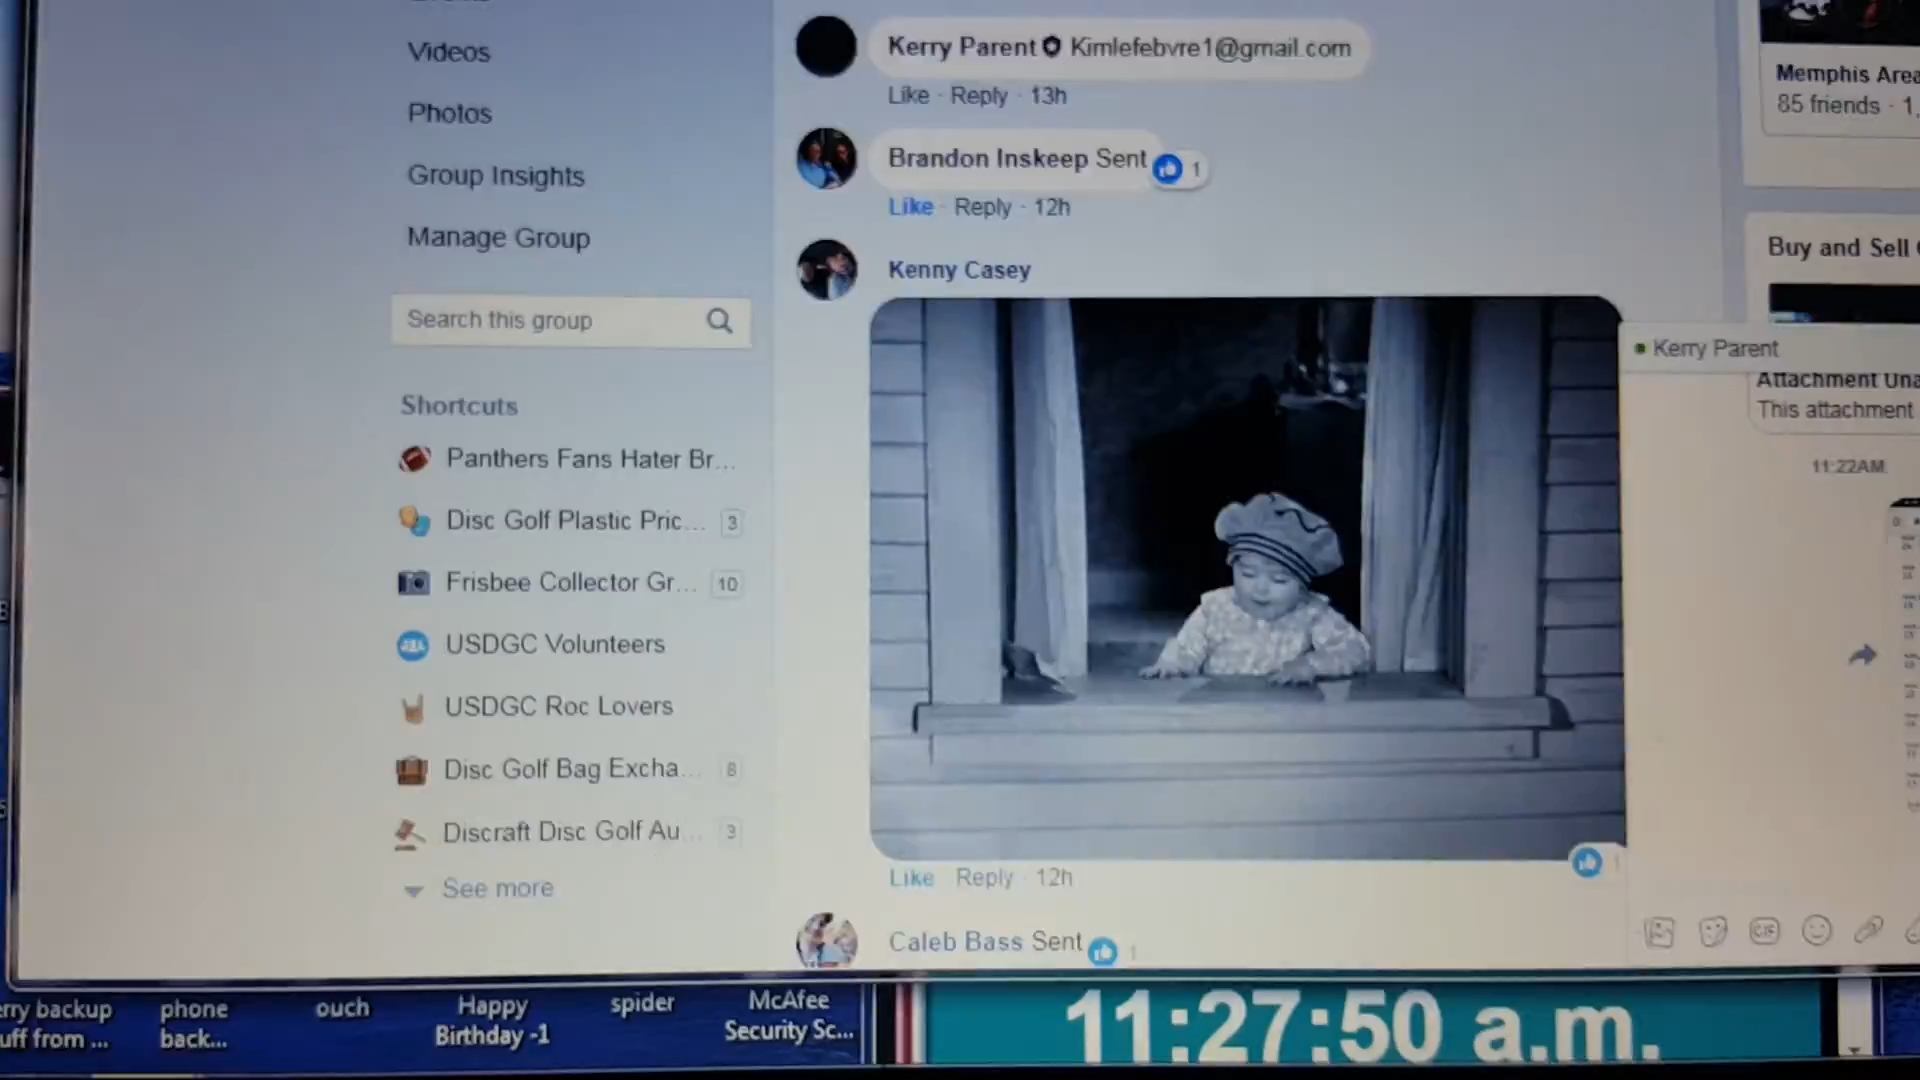 Videos
Photos
Group Insights
Manage Group
Search this group
Shortcuts
Panthers Fans Hater Br...
Disc Golf Plastic Pric... 3
Frisbee Collector Gr... 10
USDGC Volunteers
USDGC Roc Lovers
Disc Golf Bag Excha... 8
Discraft Disc Golf Au... 3
See more
Kerry Parent Kimlefebvre1@gmail.com
Like · Reply · 13h
Brandon Inskeep Sent 1
Like · Reply · 12h
Kenny Casey
Like · Reply · 12h
Caleb Bass Sent 1
Memphis Area
85 friends · 1,
Buy and Sell
Kerry Parent
Attachment Una
This attachment
11:22AM
GIF
rry backup
uff from ...
phone
back...
ouch
Happy
Birthday -1
spider
McAfee
Security Sc...
11:27:50 a.m.